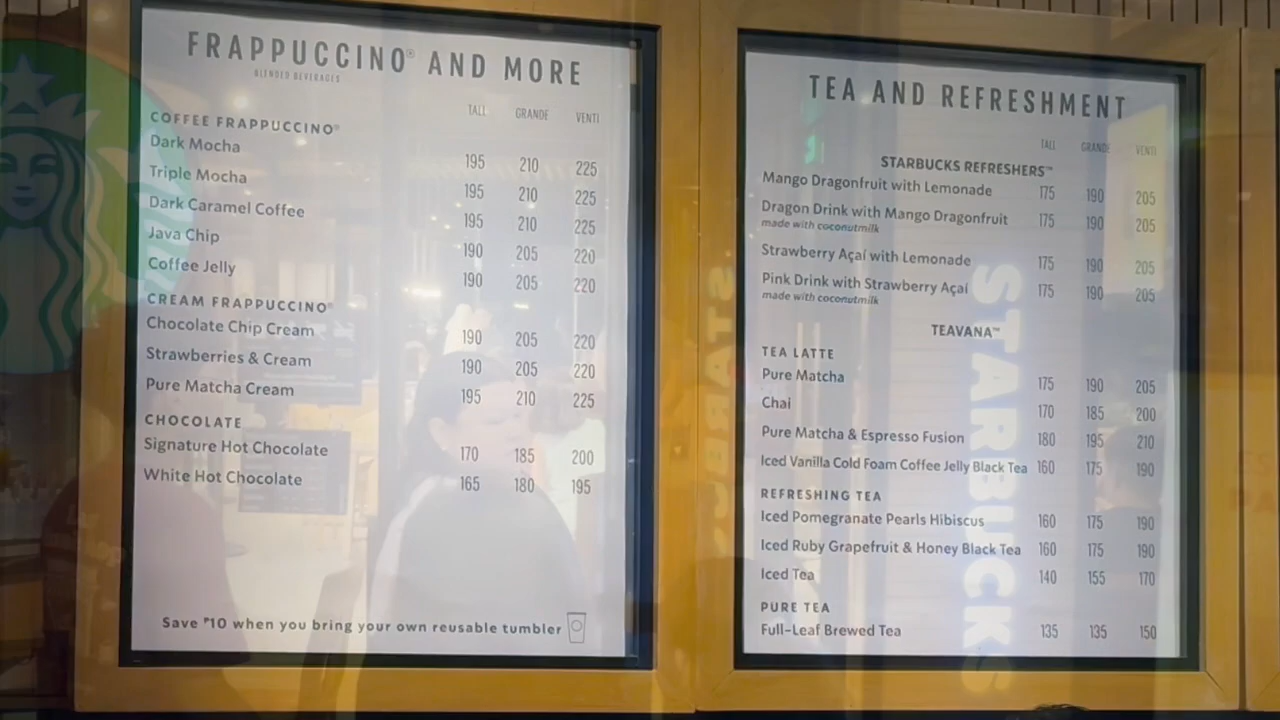 FRAPPUCCINO® AND MORE
BLENDED BEVERAGES
TALL GRANDE VENTI
COFFEE FRAPPUCCINO®
Dark Mocha 195 210 225
Triple Mocha 195 210 225
Dark Caramel Coffee 195 210 225
Java Chip 190 205 220
Coffee Jelly 190 205 220
CREAM FRAPPUCCINO®
Chocolate Chip Cream 190 205 220
Strawberries & Cream 190 205 220
Pure Matcha Cream 195 210 225
CHOCOLATE
Signature Hot Chocolate 170 185 200
White Hot Chocolate 165 180 195
Save ₱10 when you bring your own reusable tumbler
TEA AND REFRESHMENT
TALL GRANDE VENTI
STARBUCKS REFRESHERS™
Mango Dragonfruit with Lemonade 175 190 205
Dragon Drink with Mango Dragonfruit 175 190 205
made with coconutmilk
Strawberry Açaí with Lemonade 175 190 205
Pink Drink with Strawberry Açaí 175 190 205
made with coconutmilk
TEAVANA™
TEA LATTE
Pure Matcha 175 190 205
Chai 170 185 200
Pure Matcha & Espresso Fusion 180 195 210
Iced Vanilla Cold Foam Coffee Jelly Black Tea 160 175 190
REFRESHING TEA
Iced Pomegranate Pearls Hibiscus 160 175 190
Iced Ruby Grapefruit & Honey Black Tea 160 175 190
Iced Tea 140 155 170
PURE TEA
Full-Leaf Brewed Tea 135 135 150
STARBUCKS